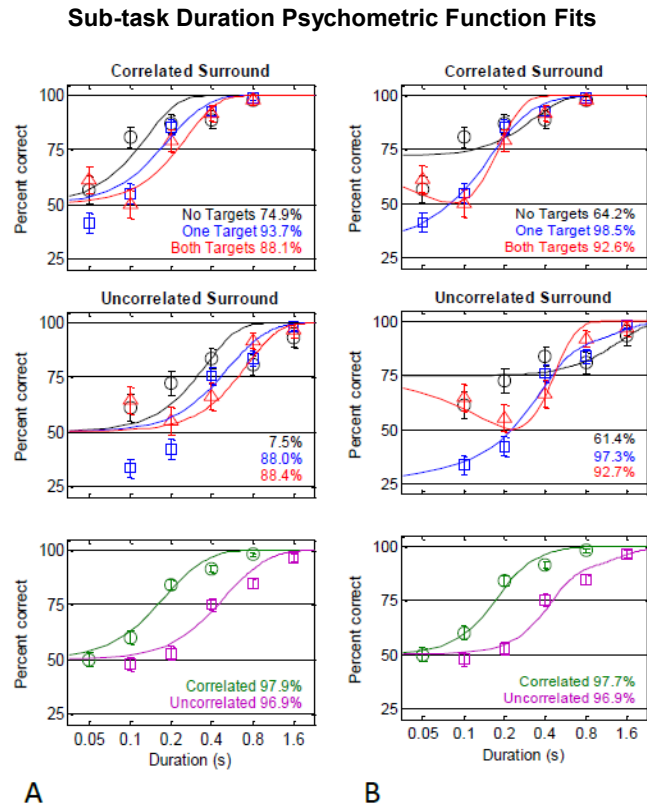 Sub-task Duration Psychometric Function Fits
Correlated Surround
Percent correct
100
75
50
25
No Targets 74.9%
One Target 93.7%
Both Targets 88.1%
Uncorrelated Surround
Percent correct
100
75
50
25
7.5%
88.0%
88.4%
Percent correct
100
75
50
25
Correlated 97.9%
Uncorrelated 96.9%
0.05 0.1 0.2 0.4 0.8 1.6
Duration (s)
A
Correlated Surround
Percent correct
100
75
50
25
No Targets 64.2%
One Target 98.5%
Both Targets 92.6%
Uncorrelated Surround
Percent correct
100
75
50
25
61.4%
97.3%
92.7%
Percent correct
100
75
50
25
Correlated 97.7%
Uncorrelated 96.9%
0.05 0.1 0.2 0.4 0.8 1.6
Duration (s)
B